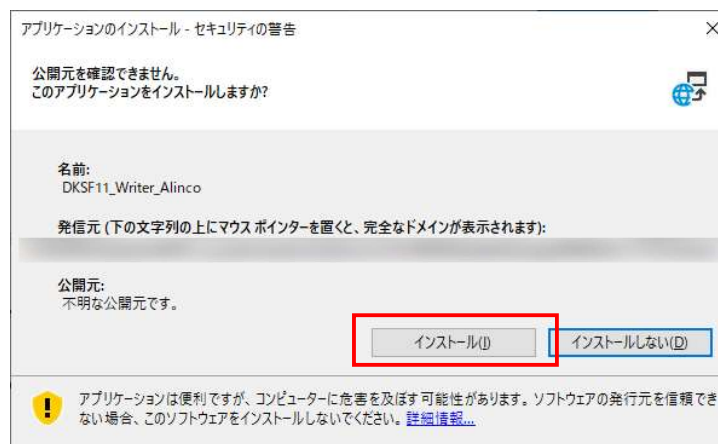 アプリケーションのインストール - セキュリティの警告
公開元を確認できません。
このアプリケーションをインストールしますか?
名前:
DKSF11_Writer_Alinco
発信元 (下の文字列の上にマウス ポインターを置くと、完全なドメインが表示されます):
公開元:
不明な公開元です。
インストール(I)
インストールしない(D)
アプリケーションは便利ですが、コンピューターに危害を及ぼす可能性があります。ソフトウェアの発行元を信頼でき
ない場合、このソフトウェアをインストールしないでください。詳細情報...